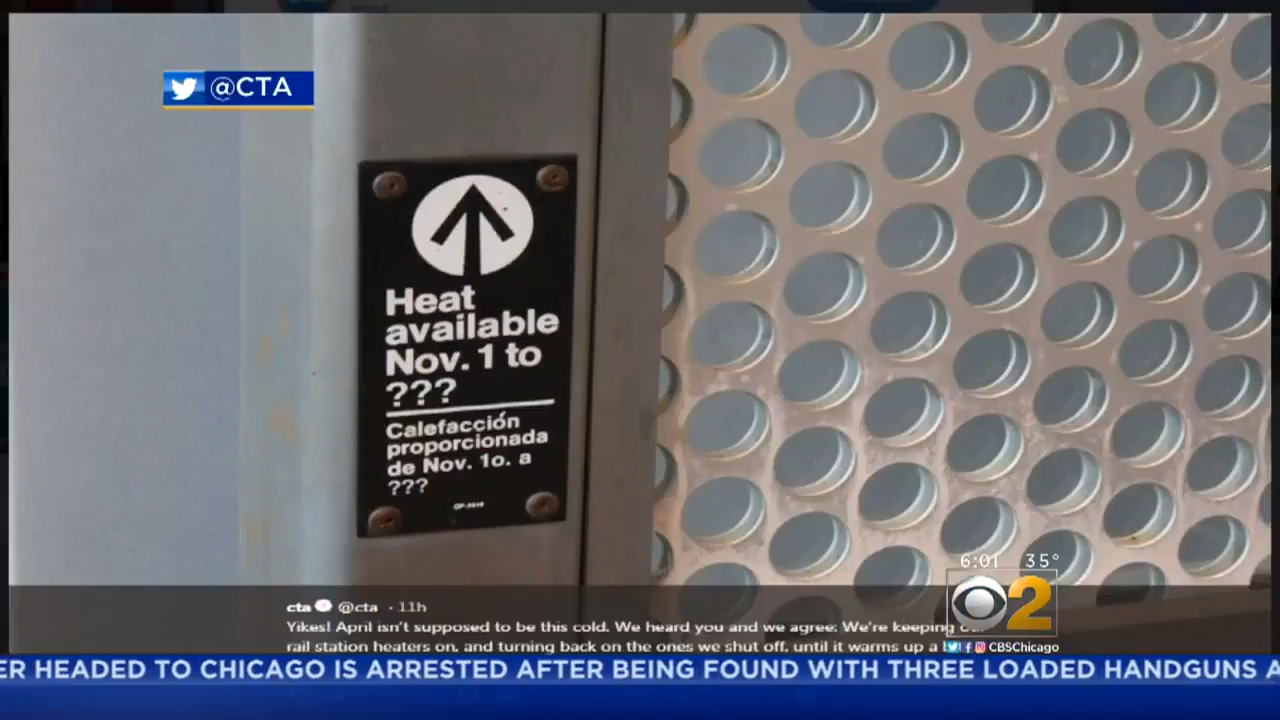 @CTA
Heat
available
Nov. 1 to
???
Calefacción
proporcionada
de Nov. 1o. a
???
6:01 35°
2
cta @cta · 11h
Yikes! April isn't supposed to be this cold. We heard you and we agree: We're keeping
rail station heaters on, and turning back on the ones we shut off, until it warms up a
CBSChicago
ER HEADED TO CHICAGO IS ARRESTED AFTER BEING FOUND WITH THREE LOADED HANDGUNS A